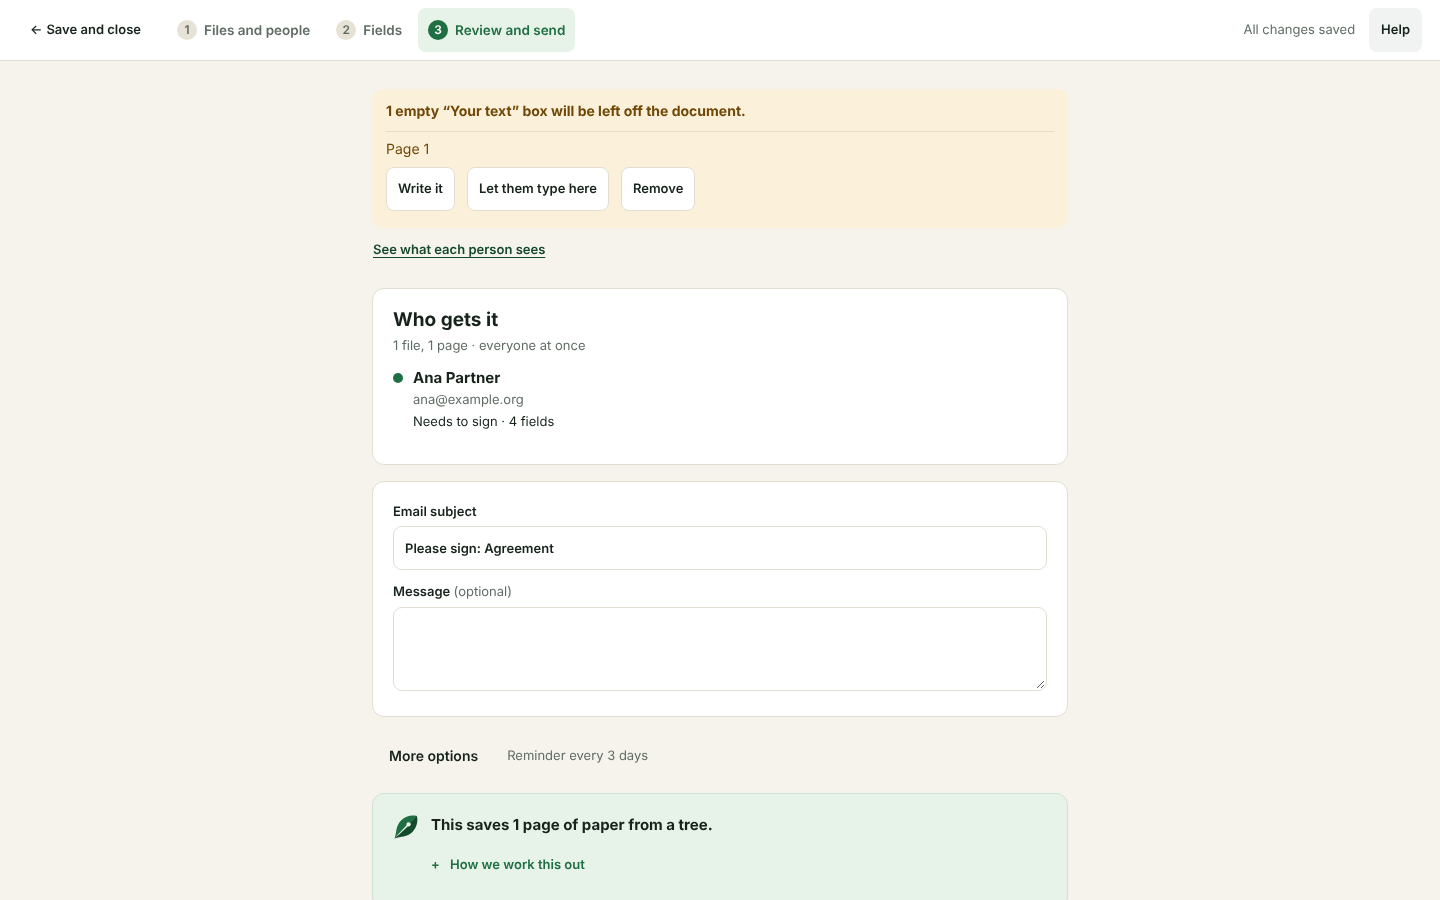 ← Save and close
1 Files and people
2 Fields
3 Review and send
All changes saved
Help
1 empty “Your text” box will be left off the document.
Page 1
Write it
Let them type here
Remove
See what each person sees
Who gets it
1 file, 1 page · everyone at once
Ana Partner
ana@example.org
Needs to sign · 4 fields
Email subject
Please sign: Agreement
Message (optional)
More options
Reminder every 3 days
This saves 1 page of paper from a tree.
+ How we work this out